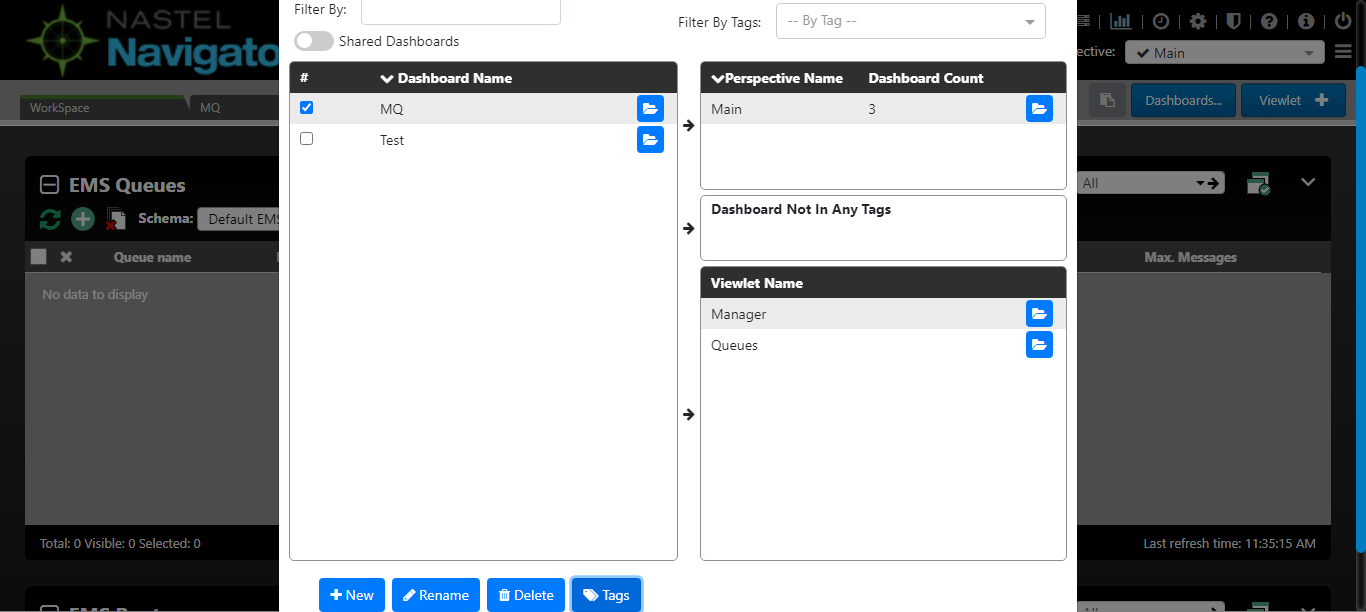 NASTEL
Navigato
Filter By:
Filter By Tags:
-- By Tag --
Shared Dashboards
ective:
Main
WorkSpace
MQ
Dashboards...
Viewlet
# Dashboard Name
MQ
Test
Perspective Name Dashboard Count
Main 3
Dashboard Not In Any Tags
Viewlet Name
Manager
Queues
EMS Queues
All
Schema:
Default EMS
Queue name
Max. Messages
No data to display
Total: 0 Visible: 0 Selected: 0
Last refresh time: 11:35:15 AM
New
Rename
Delete
Tags
All